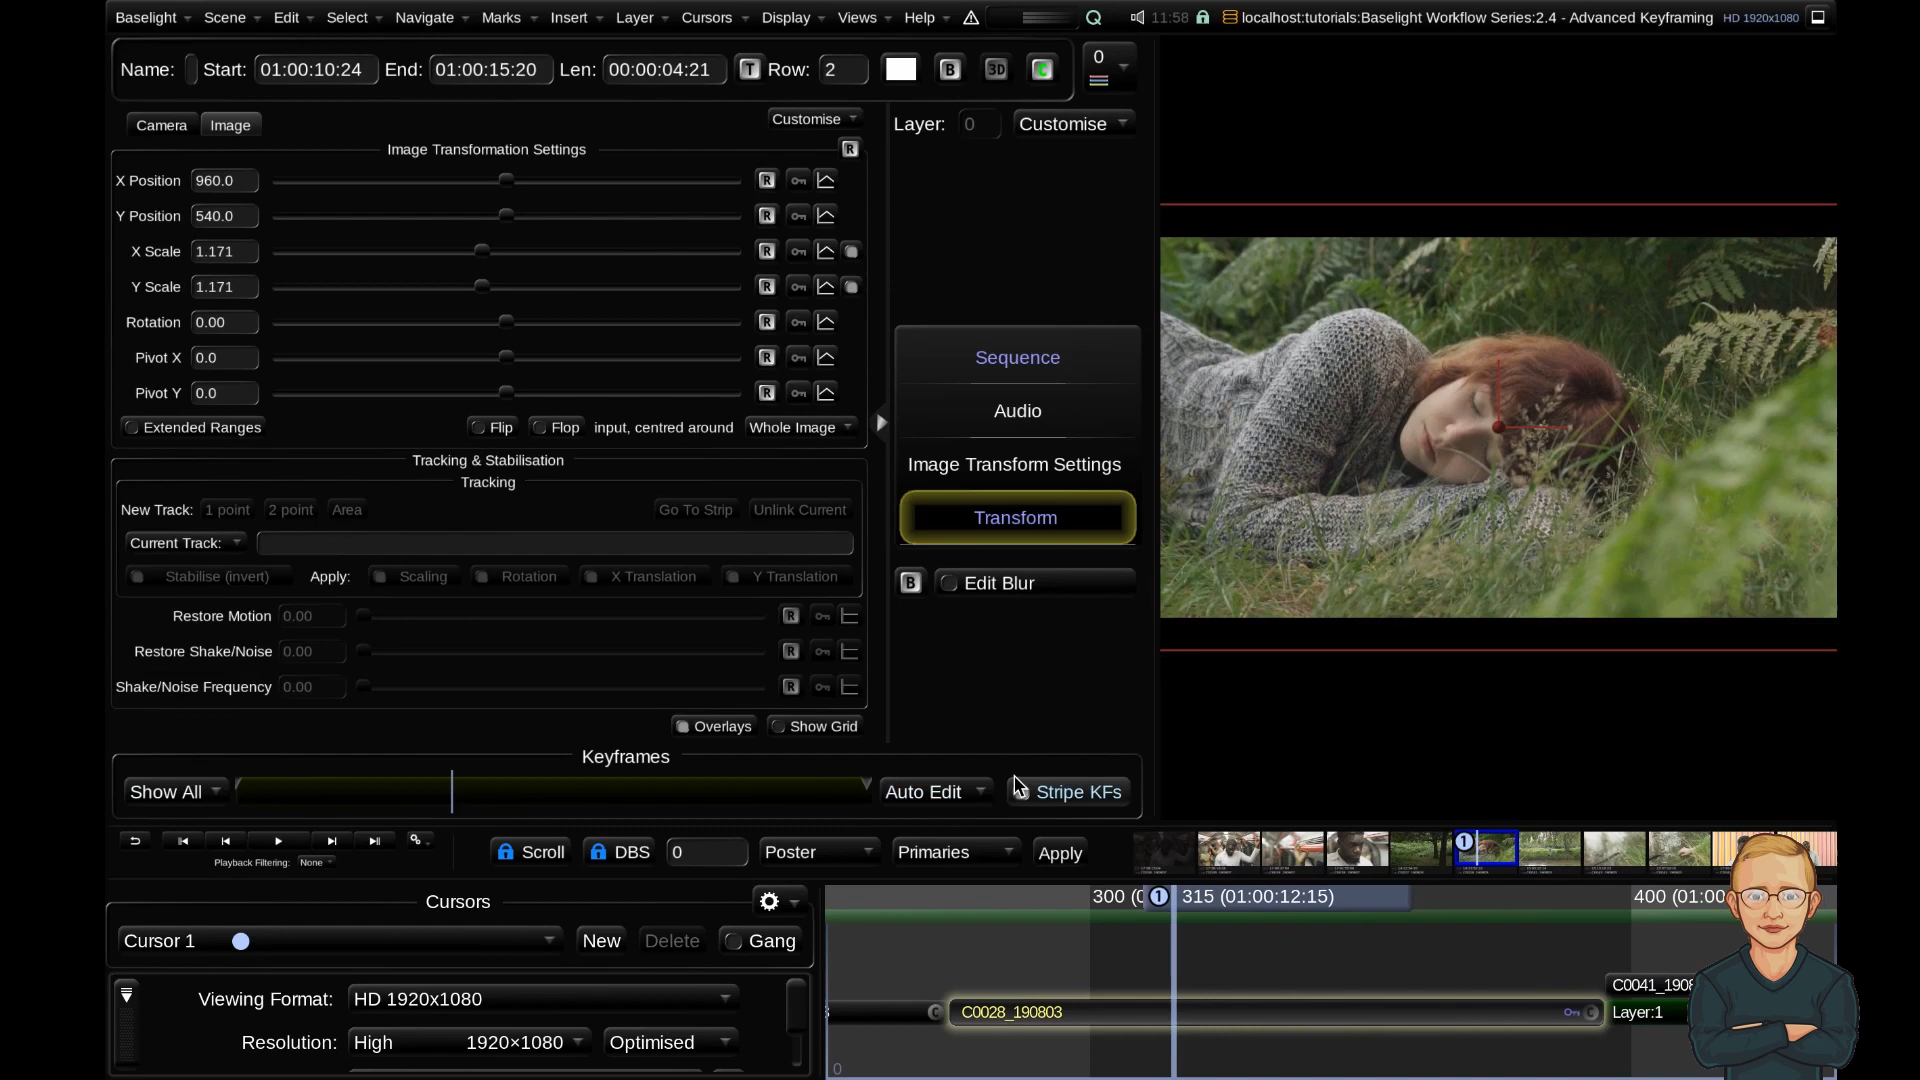 Baselight Scene Edit Select Navigate Marks Insert Layer Cursors Display Views Help 11:58 localhost:tutorials:Baselight Workflow Series:2.4 - Advanced Keyframing HD 1920x1080
Name: Start: 01:00:10:24 End: 01:00:15:20 Len: 00:00:04:21 T Row: 2 B 3D C 0
Camera Image Customise
Layer: 0 Customise
Image Transformation Settings R
X Position 960.0 R
Y Position 540.0 R
X Scale 1.171 R
Y Scale 1.171 R
Rotation 0.00 R
Pivot X 0.0 R
Pivot Y 0.0 R
Extended Ranges Flip Flop input, centred around Whole Image
Sequence
Audio
Image Transform Settings
Transform
B Edit Blur
Tracking & Stabilisation
Tracking
New Track: 1 point 2 point Area Go To Strip Unlink Current
Current Track:
Stabilise (invert) Apply: Scaling Rotation X Translation Y Translation
Restore Motion 0.00 R
Restore Shake/Noise 0.00 R
Shake/Noise Frequency 0.00 R
Overlays Show Grid
Keyframes
Show All Auto Edit Stripe KFs
Playback Filtering: None
Scroll DBS 0 Poster Primaries Apply
1
Cursors
Cursor 1 New Delete Gang
Viewing Format: HD 1920x1080
Resolution: High 1920×1080 Optimised
300 (0 1 315 (01:00:12:15) 400 (01:00
C0041_1908
C C0028_190803 C Layer:1
0